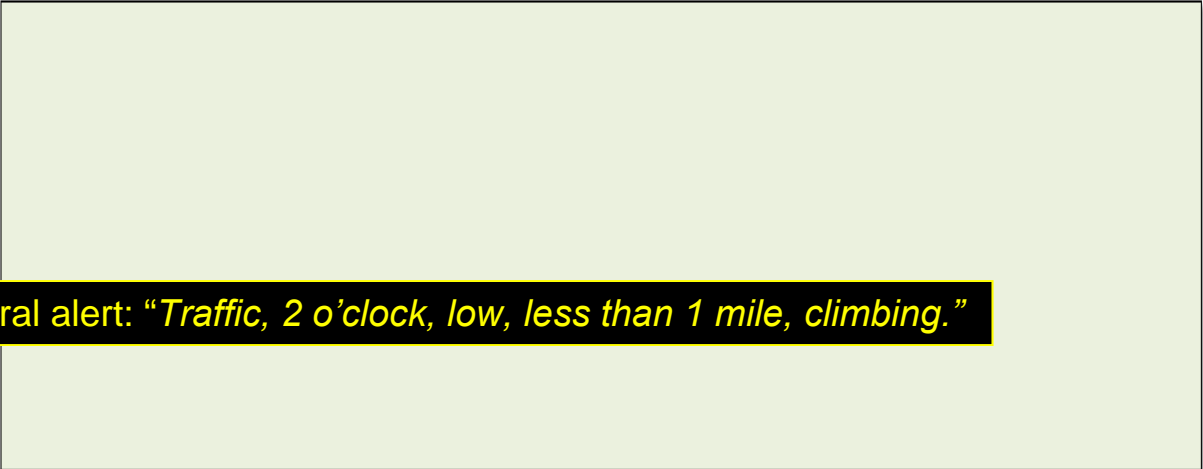 ral alert: “Traffic, 2 o’clock, low, less than 1 mile, climbing.”